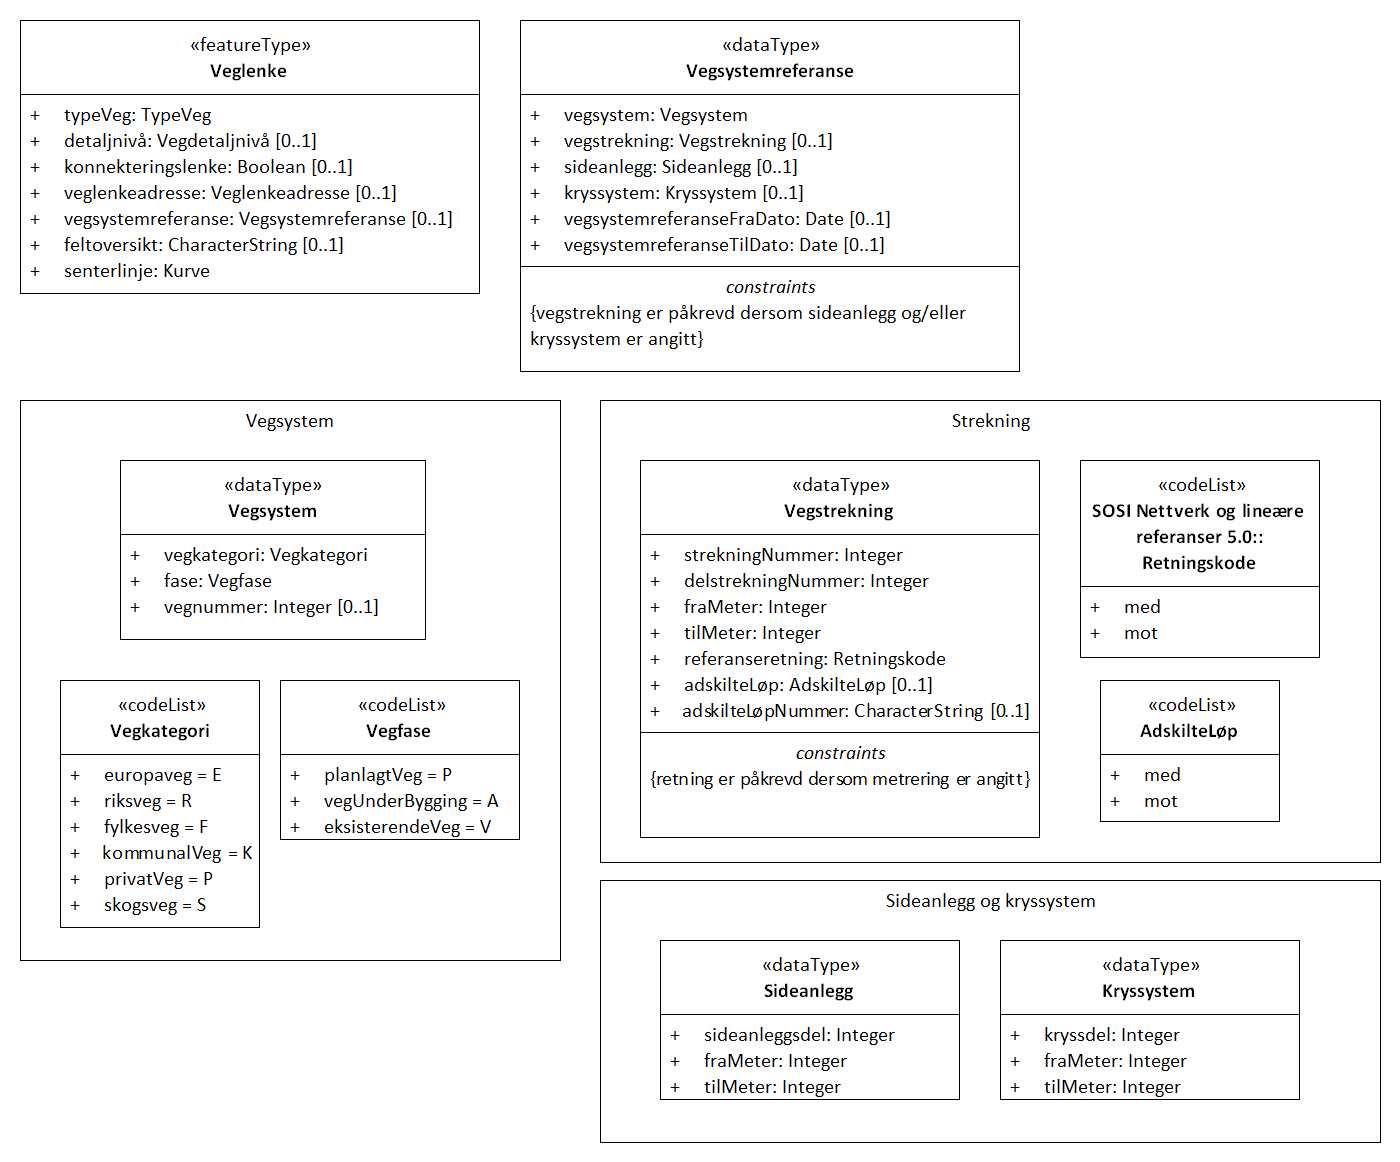 «featureType»
Veglenke
+ typeVeg: TypeVeg
+ detaljnivå: Vegdetaljnivå [0..1]
+ konnekteringslenke: Boolean [0..1]
+ veglenkeadresse: Veglenkeadresse [0..1]
+ vegsystemreferanse: Vegsystemreferanse [0..1]
+ feltoversikt: CharacterString [0..1]
+ senterlinje: Kurve
«dataType»
Vegsystemreferanse
+ vegsystem: Vegsystem
+ vegstrekning: Vegstrekning [0..1]
+ sideanlegg: Sideanlegg [0..1]
+ kryssystem: Kryssystem [0..1]
+ vegsystemreferanseFraDato: Date [0..1]
+ vegsystemreferanseTilDato: Date [0..1]
constraints
{vegstrekning er påkrevd dersom sideanlegg og/eller
kryssystem er angitt}
Vegsystem
«dataType»
Vegsystem
+ vegkategori: Vegkategori
+ fase: Vegfase
+ vegnummer: Integer [0..1]
«codeList»
Vegkategori
+ europaveg = E
+ riksveg = R
+ fylkesveg = F
+ kommunalVeg = K
+ privatVeg = P
+ skogsveg = S
«codeList»
Vegfase
+ planlagtVeg = P
+ vegUnderBygging = A
+ eksisterendeVeg = V
Strekning
«dataType»
Vegstrekning
+ strekningNummer: Integer
+ delstrekningNummer: Integer
+ fraMeter: Integer
+ tilMeter: Integer
+ referanseretning: Retningskode
+ adskilteLøp: AdskilteLøp [0..1]
+ adskilteLøpNummer: CharacterString [0..1]
constraints
{retning er påkrevd dersom metrering er angitt}
«codeList»
SOSI Nettverk og lineære
referanser 5.0::
Retningskode
+ med
+ mot
«codeList»
AdskilteLøp
+ med
+ mot
Sideanlegg og kryssystem
«dataType»
Sideanlegg
+ sideanleggsdel: Integer
+ fraMeter: Integer
+ tilMeter: Integer
«dataType»
Kryssystem
+ kryssdel: Integer
+ fraMeter: Integer
+ tilMeter: Integer